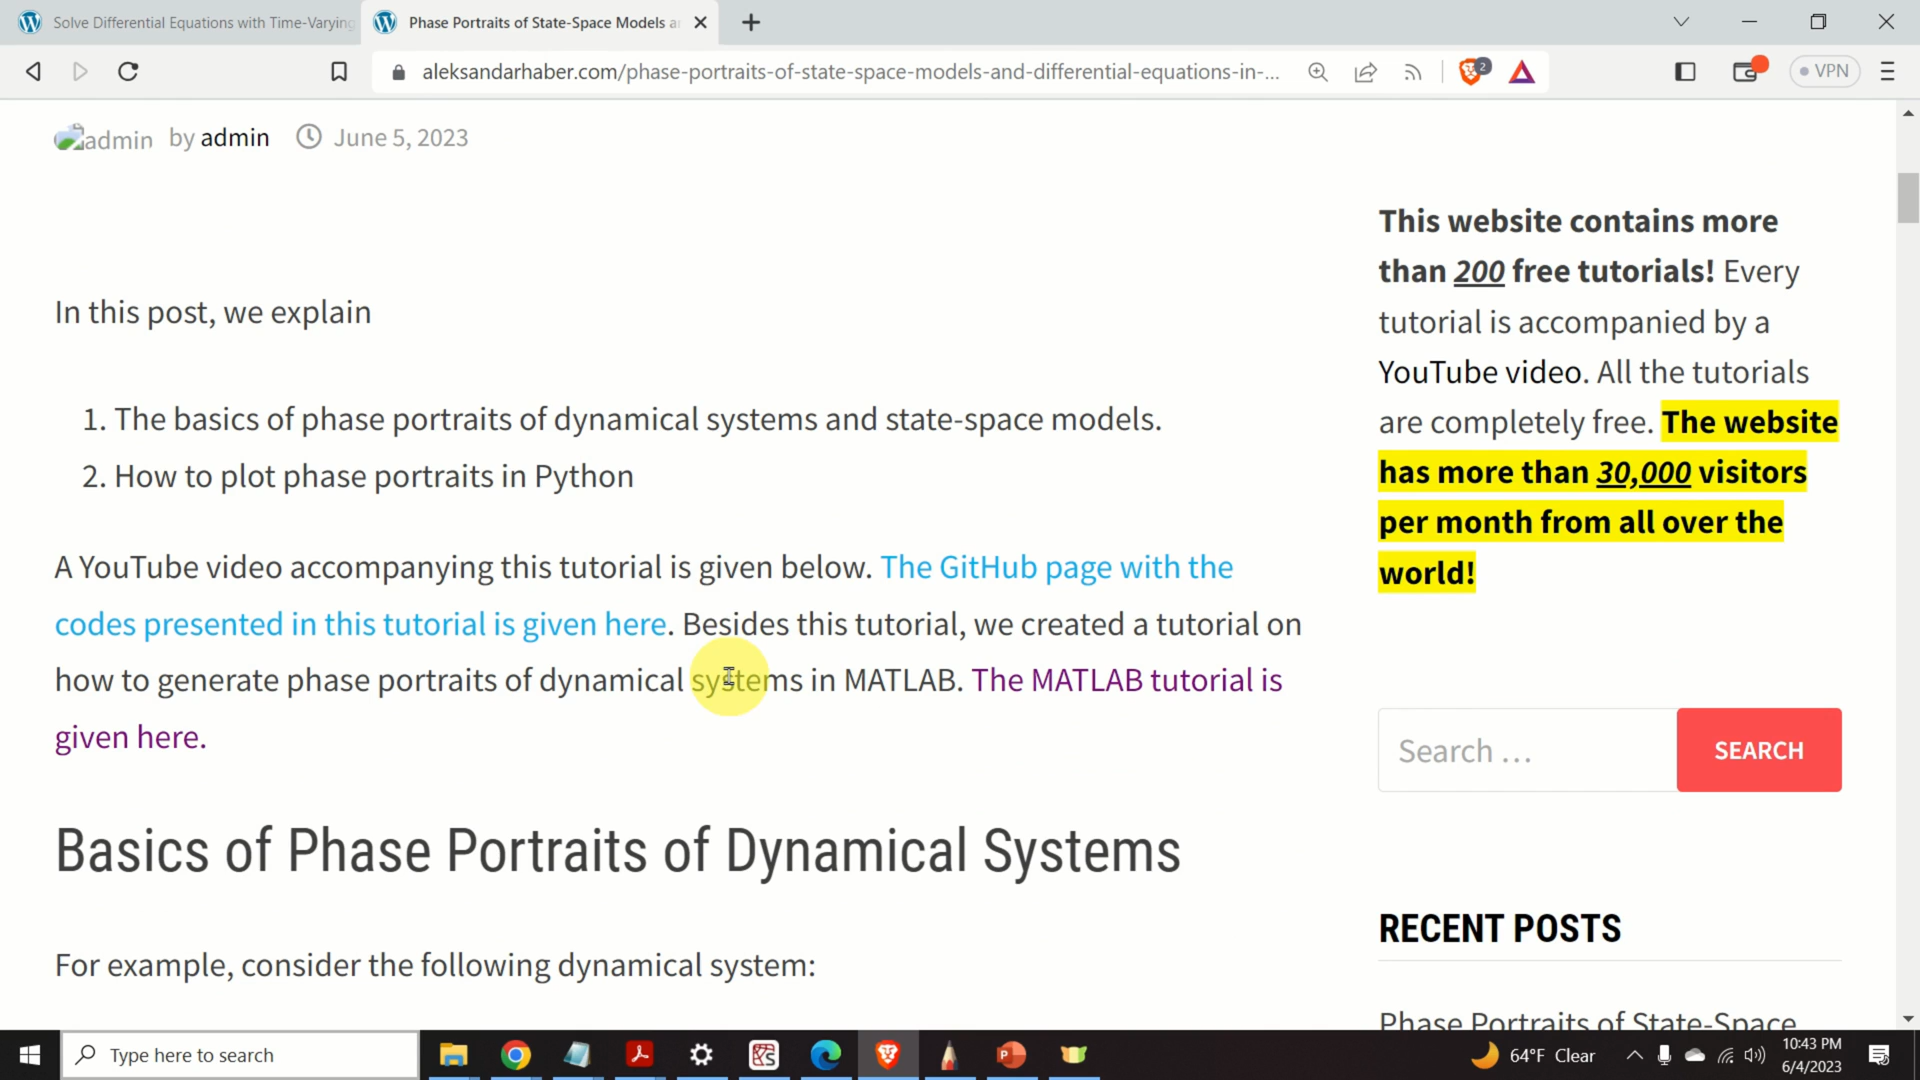 Solve Differential Equations with Time-Varying
Phase Portraits of State-Space Models a
aleksandarhaber.com/phase-portraits-of-state-space-models-and-differential-equations-in-...
2
VPN
admin by admin June 5, 2023
In this post, we explain
1. The basics of phase portraits of dynamical systems and state-space models.
2. How to plot phase portraits in Python
A YouTube video accompanying this tutorial is given below. The GitHub page with the
codes presented in this tutorial is given here. Besides this tutorial, we created a tutorial on
how to generate phase portraits of dynamical systems in MATLAB. The MATLAB tutorial is
given here.
Basics of Phase Portraits of Dynamical Systems
For example, consider the following dynamical system:
This website contains more
than 200 free tutorials! Every
tutorial is accompanied by a
YouTube video. All the tutorials
are completely free. The website
has more than 30,000 visitors
per month from all over the
world!
Search ...
SEARCH
RECENT POSTS
Phase Portraits of State-Space
Type here to search
64°F Clear
10:43 PM
6/4/2023